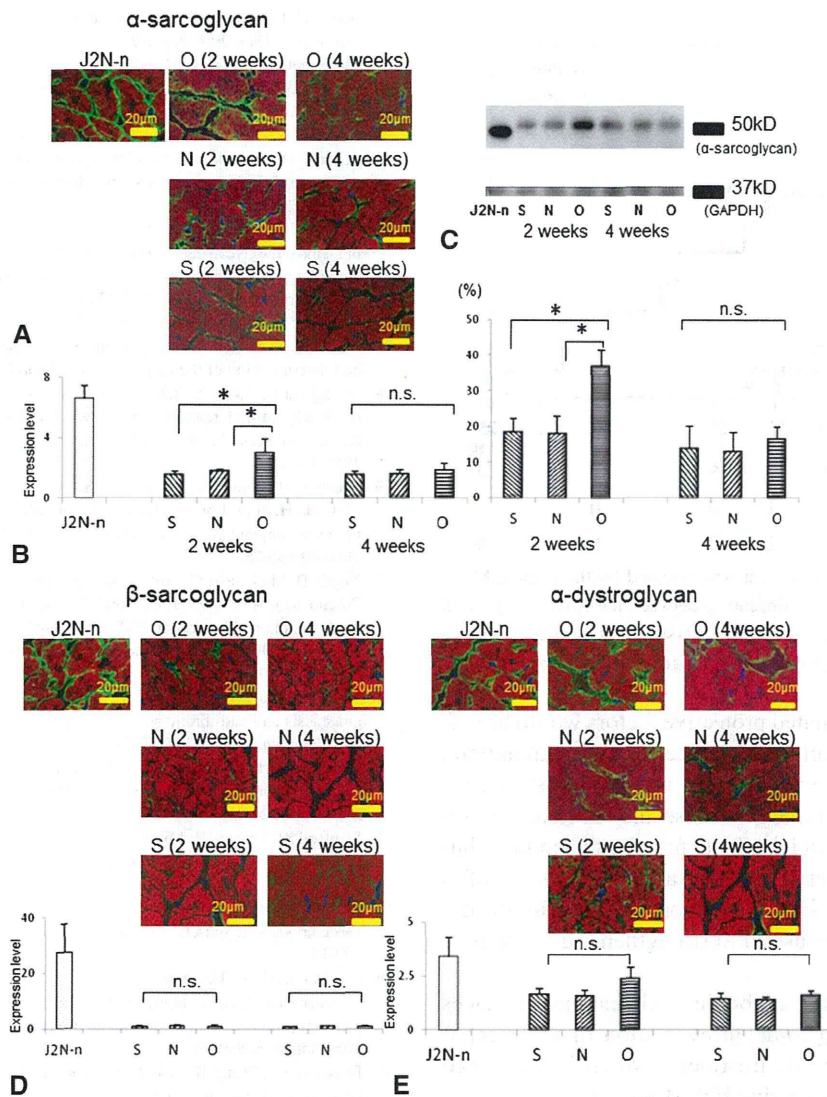 α-sarcoglycan
J2N-n
O (2 weeks)
O (4 weeks)
20μm
20μm
20μm
N (2 weeks)
N (4 weeks)
20μm
20μm
S (2 weeks)
S (4 weeks)
20μm
20μm
A
50kD
(α-sarcoglycan)
37kD
(GAPDH)
J2N-n S N O S N O
2 weeks 4 weeks
C
Expression level
8
4
0
*
*
n.s.
J2N-n S N O S N O
2 weeks 4 weeks
B
(%)
50
40
30
20
10
0
*
*
n.s.
S N O S N O
2 weeks 4 weeks
β-sarcoglycan
J2N-n
O (2 weeks)
O (4 weeks)
20μm
20μm
20μm
N (2 weeks)
N (4 weeks)
20μm
20μm
S (2 weeks)
S (4 weeks)
20μm
20μm
Expression level
40
20
0
n.s.
n.s.
J2N-n S N O S N O
D
α-dystroglycan
J2N-n
O (2 weeks)
O (4weeks)
20μm
20μm
20μm
N (2 weeks)
N (4 weeks)
20μm
20μm
S (2 weeks)
S (4weeks)
20μm
20μm
Expression level
5
2.5
0
n.s.
n.s.
J2N-n S N O S N O
E